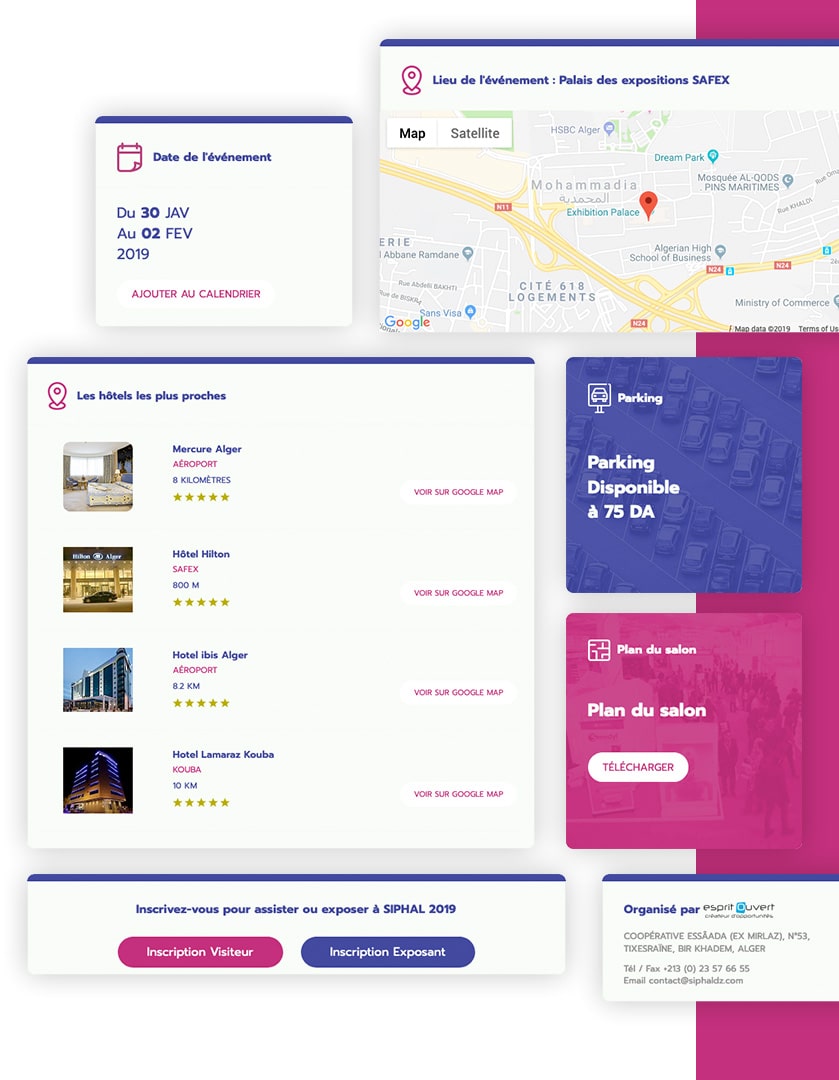 Lieu de l'événement : Palais des expositions SAFEX
Map
Satellite
HSBC Alger
Dream Park
Mosquée AL-QODS
PINS MARITIMES
Mohammadia
المحمدية
Exhibition Palace
Rue KHALDI
N11
ERIE
l Abbane Ramdane
Algerian High
School of Business
N24
N24
Rue Abdelli BAKHTI
Rue de BISKRA
CITÉ 618
LOGEMENTS
Ministry of Commerce
Sans Visa
N24
Google
Map data ©2019
Terms of Us
Date de l'événement
Du 30 JAV
Au 02 FEV
2019
AJOUTER AU CALENDRIER
Les hôtels les plus proches
Mercure Alger
AÉROPORT
8 KILOMÈTRES
VOIR SUR GOOGLE MAP
Hilton Alger
Hôtel Hilton
SAFEX
800 M
VOIR SUR GOOGLE MAP
Hotel ibis Alger
AÉROPORT
8.2 KM
VOIR SUR GOOGLE MAP
Hotel Lamaraz Kouba
KOUBA
10 KM
VOIR SUR GOOGLE MAP
Parking
Parking
Disponible
à 75 DA
Plan du salon
Plan du salon
TÉLÉCHARGER
Inscrivez-vous pour assister ou exposer à SIPHAL 2019
Inscription Visiteur
Inscription Exposant
Organisé par esprit Ouvert
créateur d'opportunités
COOPÉRATIVE ESSÂADA (EX MIRLAZ), N°53,
TIXESRAÏNE, BIR KHADEM, ALGER
Tél / Fax +213 (0) 23 57 66 55
Email contact@siphaldz.com